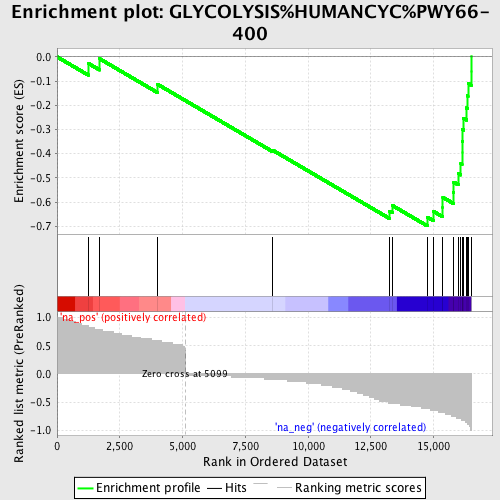 Enrichment plot: GLYCOLYSIS%HUMANCYC%PWY66-
400
Enrichment score (ES)
0.0
-0.1
-0.2
-0.3
-0.4
-0.5
-0.6
-0.7
Ranked list metric (PreRanked)
1.0
0.5
0.0
-0.5
-1.0
'na_pos' (positively correlated)
Zero cross at 5099
'na_neg' (negatively correlated)
0 2,500 5,000 7,500 10,000 12,500 15,000
Rank in Ordered Dataset
Enrichment profile Hits Ranking metric scores